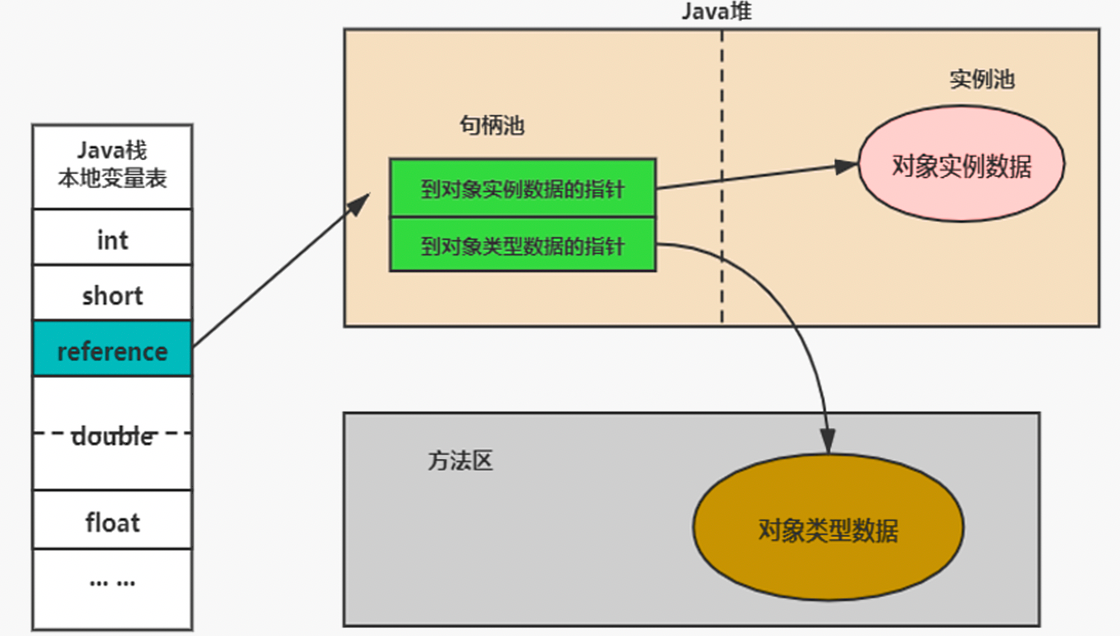 Java堆
实例池
句柄池
对象实例数据
到对象实例数据的指针
到对象类型数据的指针
Java栈
本地变量表
int
short
reference
double
float
... ...
方法区
对象类型数据